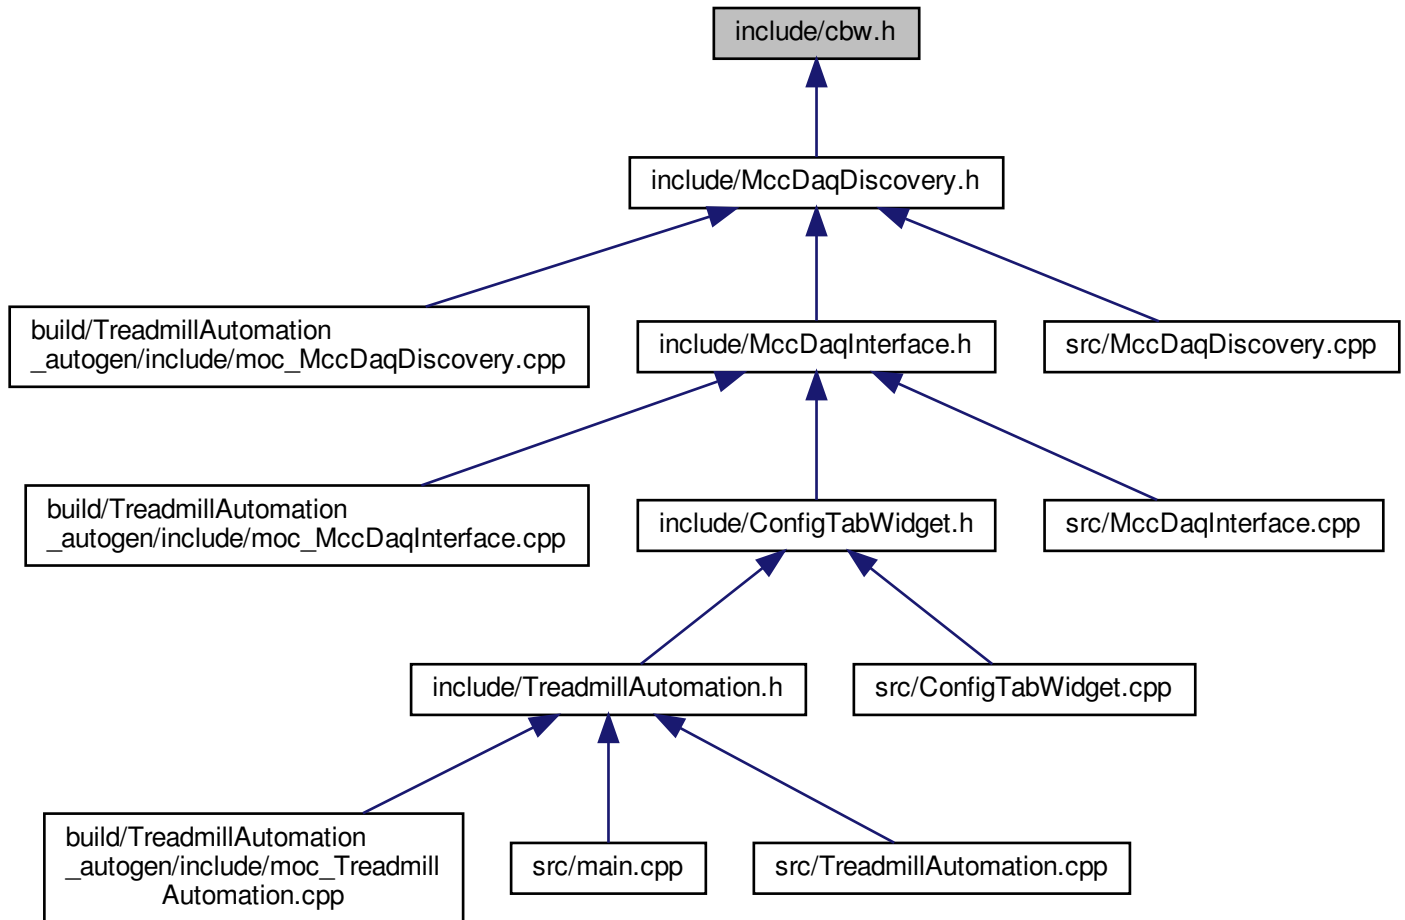 include/cbw.h
include/MccDaqDiscovery.h
build/TreadmillAutomation
_autogen/include/moc_MccDaqDiscovery.cpp
include/MccDaqInterface.h
src/MccDaqDiscovery.cpp
build/TreadmillAutomation
_autogen/include/moc_MccDaqInterface.cpp
include/ConfigTabWidget.h
src/MccDaqInterface.cpp
include/TreadmillAutomation.h
src/ConfigTabWidget.cpp
build/TreadmillAutomation
_autogen/include/moc_Treadmill
Automation.cpp
src/main.cpp
src/TreadmillAutomation.cpp